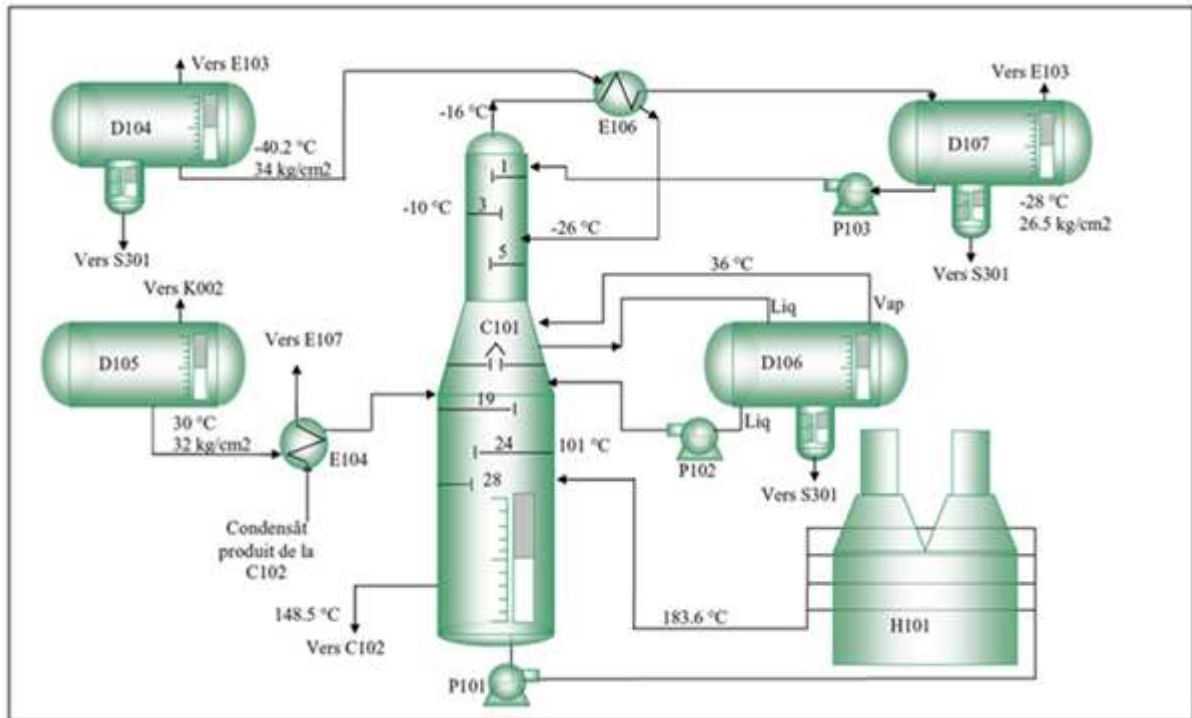 Vers E103
D104
-40.2 °C
34 kg/cm2
Vers S301
-16 °C
E106
Vers E103
D107
-28 °C
26.5 kg/cm2
Vers S301
P103
1
-10 °C
3
-26 °C
5
36 °C
Vers K002
D105
30 °C
32 kg/cm2
Vers E107
E104
Condensât
produit de la
C102
C101
Liq
Vap
D106
Liq
P102
Vers S301
19
24
101 °C
28
148.5 °C
Vers C102
183.6 °C
H101
P101